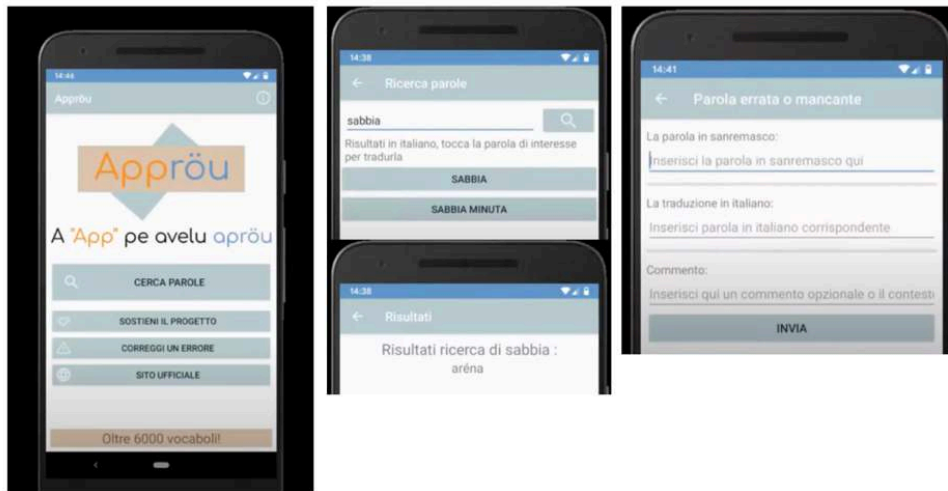 14:44
Appröu
Appröu
A "App" pe avelu apröu
CERCA PAROLE
SOSTIENI IL PROGETTO
CORREGGI UN ERRORE
SITO UFFICIALE
Oltre 6000 vocaboli!
14:38
Ricerca parole
sabbia
Risultati in italiano, tocca la parola di interesse
per tradurla
SABBIA
SABBIA MINUTA
14:38
Risultati
Risultati ricerca di sabbia :
aréna
14:41
Parola errata o mancante
La parola in sanremasco:
Inserisci la parola in sanremasco qui
La traduzione in italiano:
Inserisci parola in italiano corrispondente
Commento:
Inserisci qui un commento opzionale o il contesto
INVIA